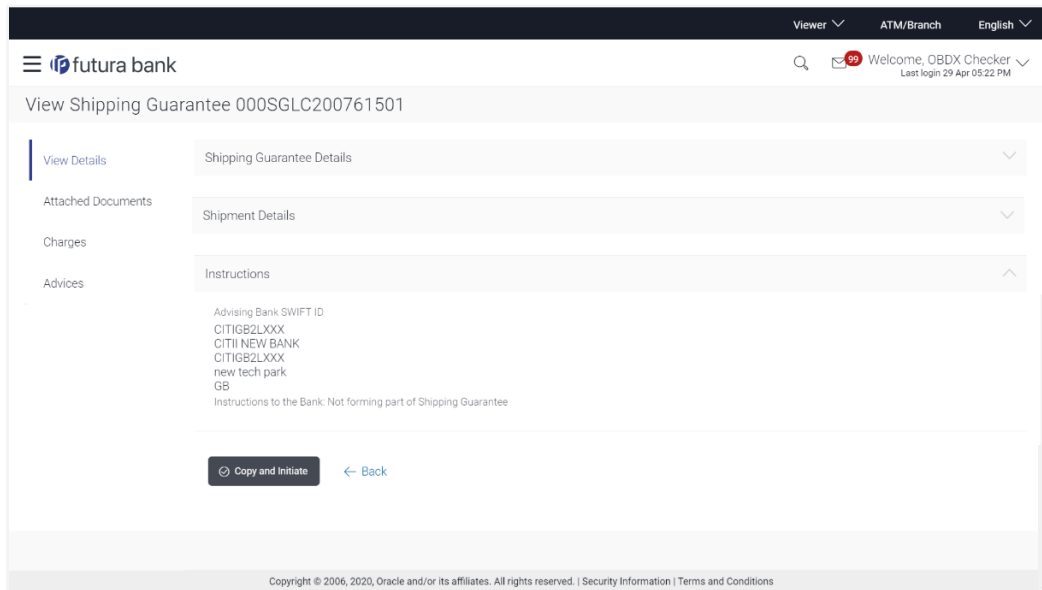 Viewer ATM/Branch English
futura bank
99 Welcome, OBDX Checker
Last login 29 Apr 05:22 PM
View Shipping Guarantee 000SGLC200761501
View Details
Attached Documents
Charges
Advices
Shipping Guarantee Details
Shipment Details
Instructions
Advising Bank SWIFT ID
CITIGB2LXXX
CITII NEW BANK
CITIGB2LXXX
new tech park
GB
Instructions to the Bank: Not forming part of Shipping Guarantee
Copy and Initiate Back
Copyright © 2006, 2020, Oracle and/or its affiliates. All rights reserved. | Security Information | Terms and Conditions